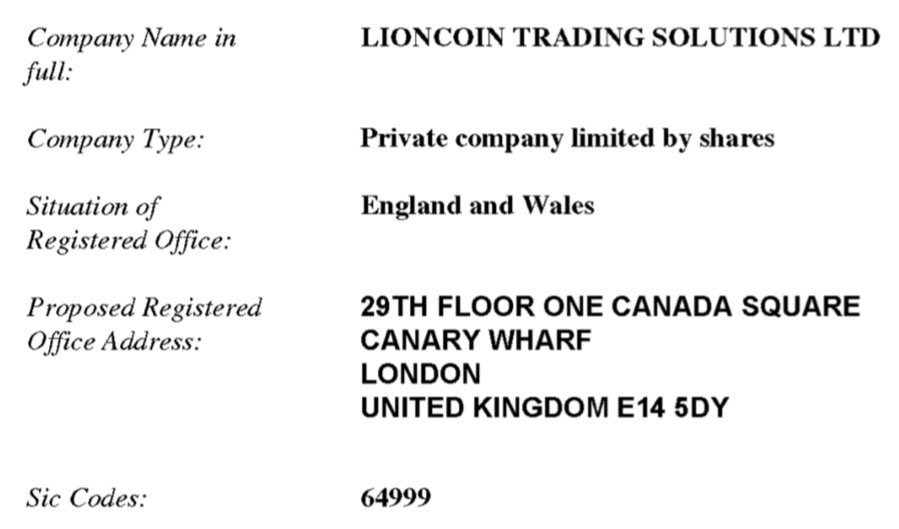 Company Name in full: LIONCOIN TRADING SOLUTIONS LTD
Company Type: Private company limited by shares
Situation of Registered Office: England and Wales
Proposed Registered Office Address: 29TH FLOOR ONE CANADA SQUARE
CANARY WHARF
LONDON
UNITED KINGDOM E14 5DY
Sic Codes: 64999